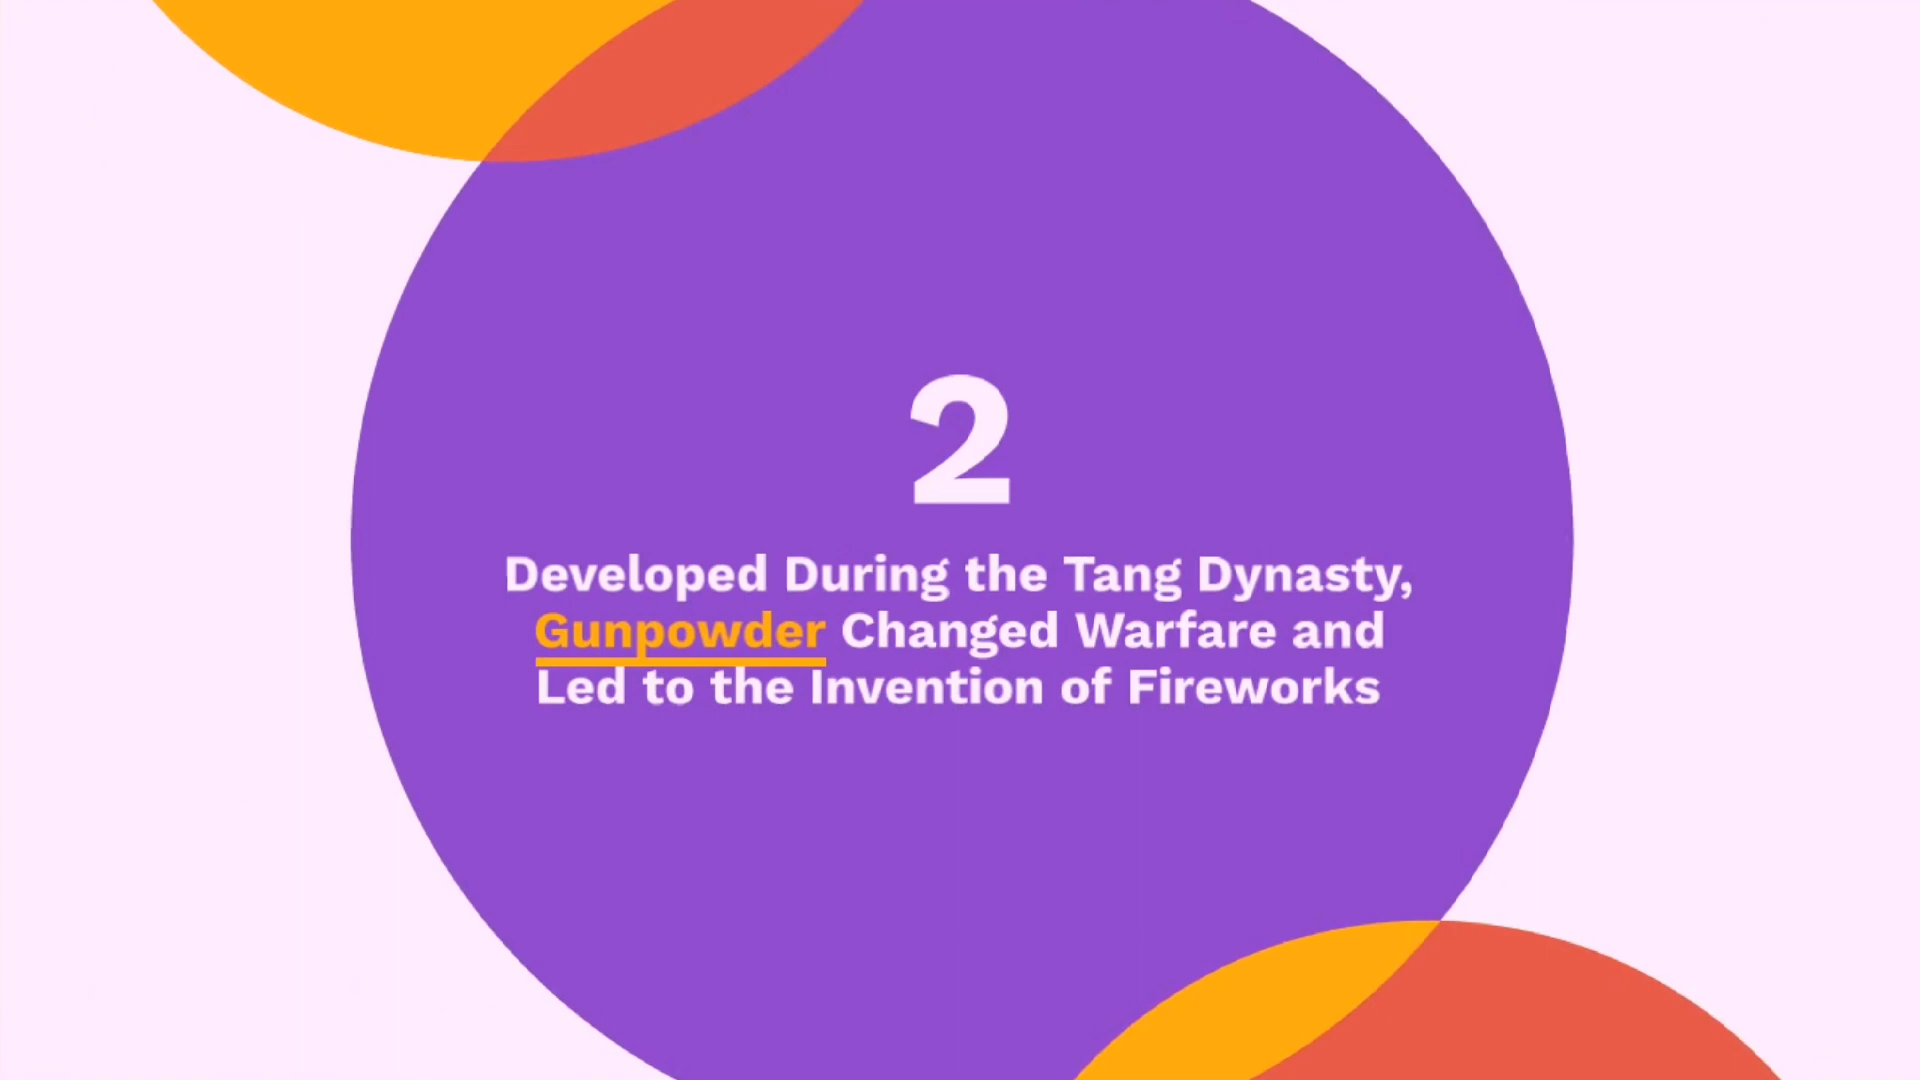 2
Developed During the Tang Dynasty,
Gunpowder Changed Warfare and
Led to the Invention of Fireworks